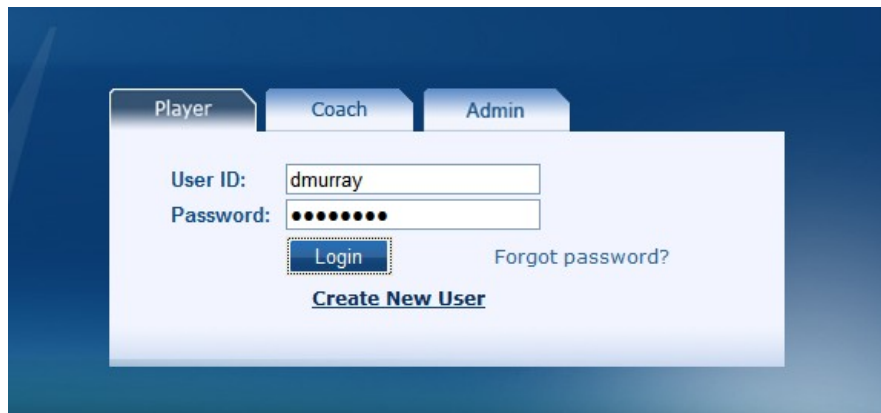 Player Coach Admin
User ID: dmurray
Password: ●●●●●●●●
Login Forgot password?
Create New User